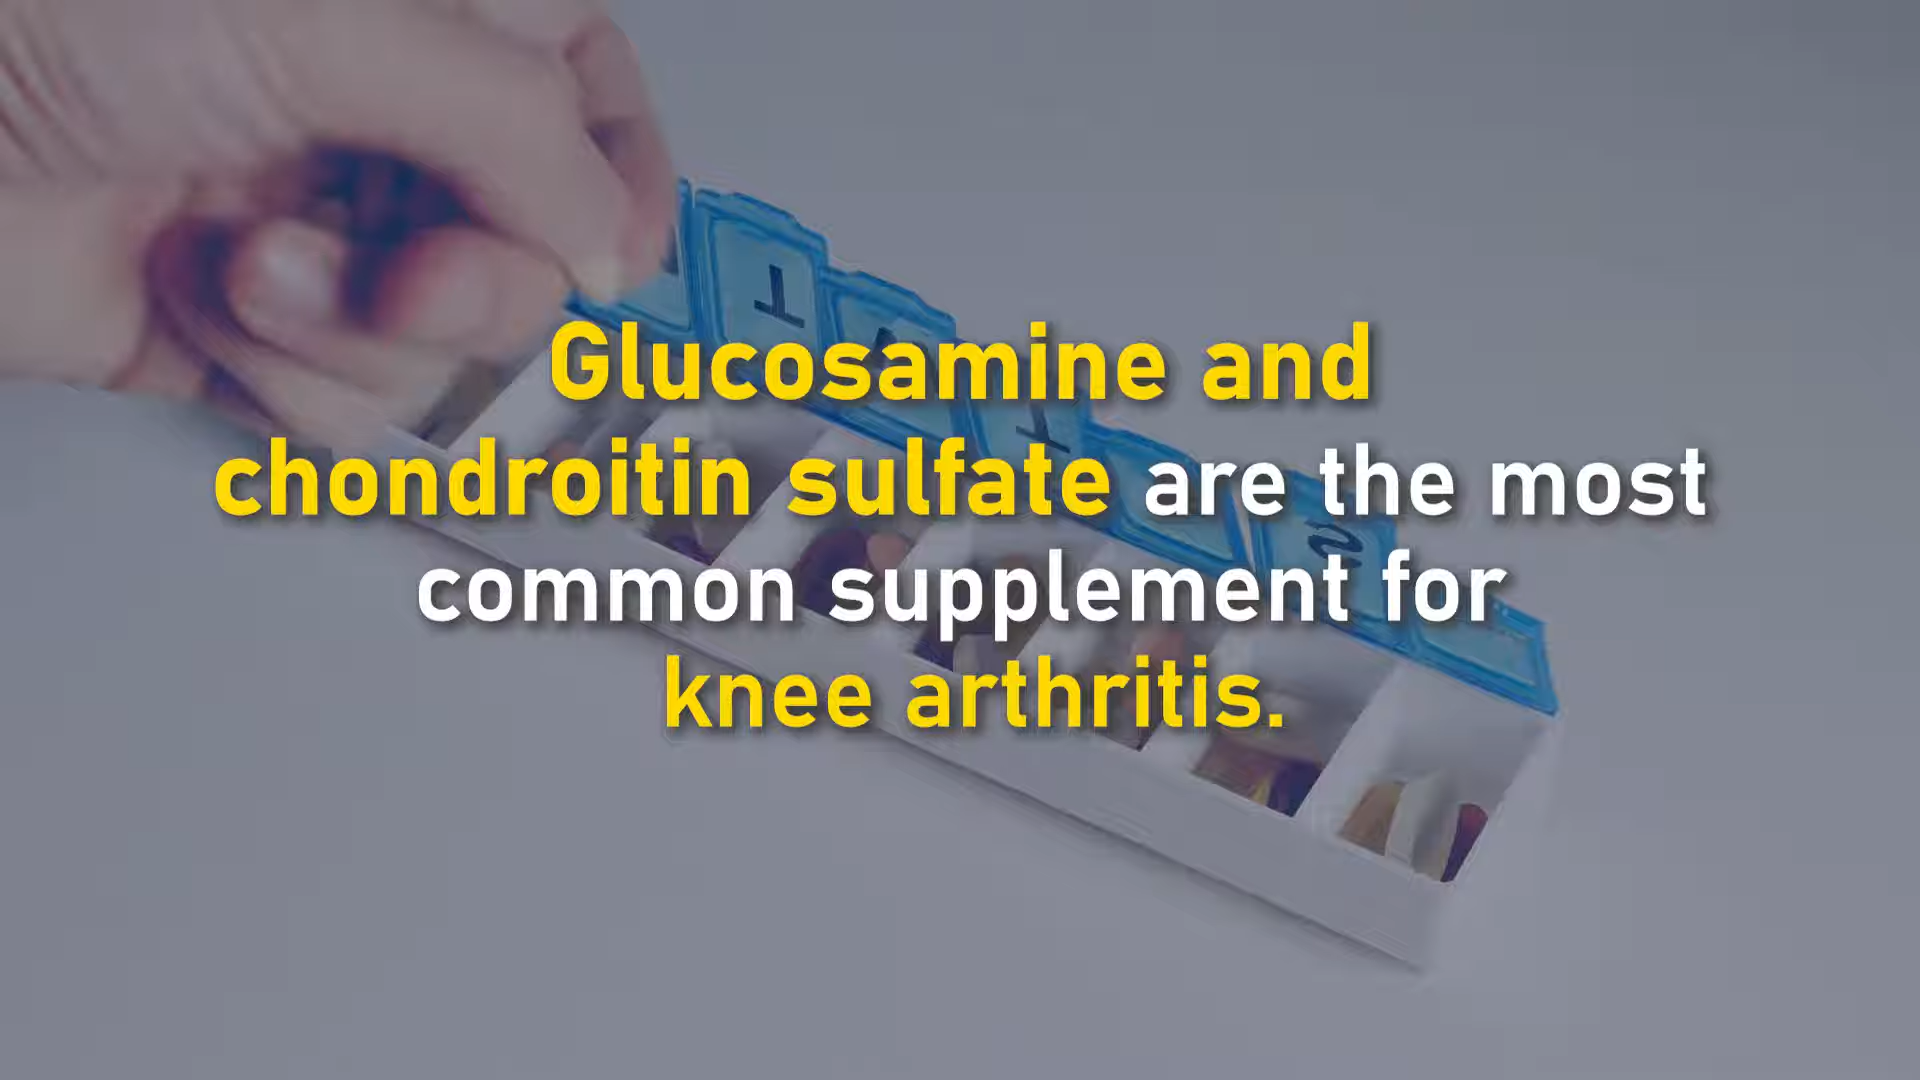 T
T
S
Glucosamine and
chondroitin sulfate are the most
common supplement for
knee arthritis.